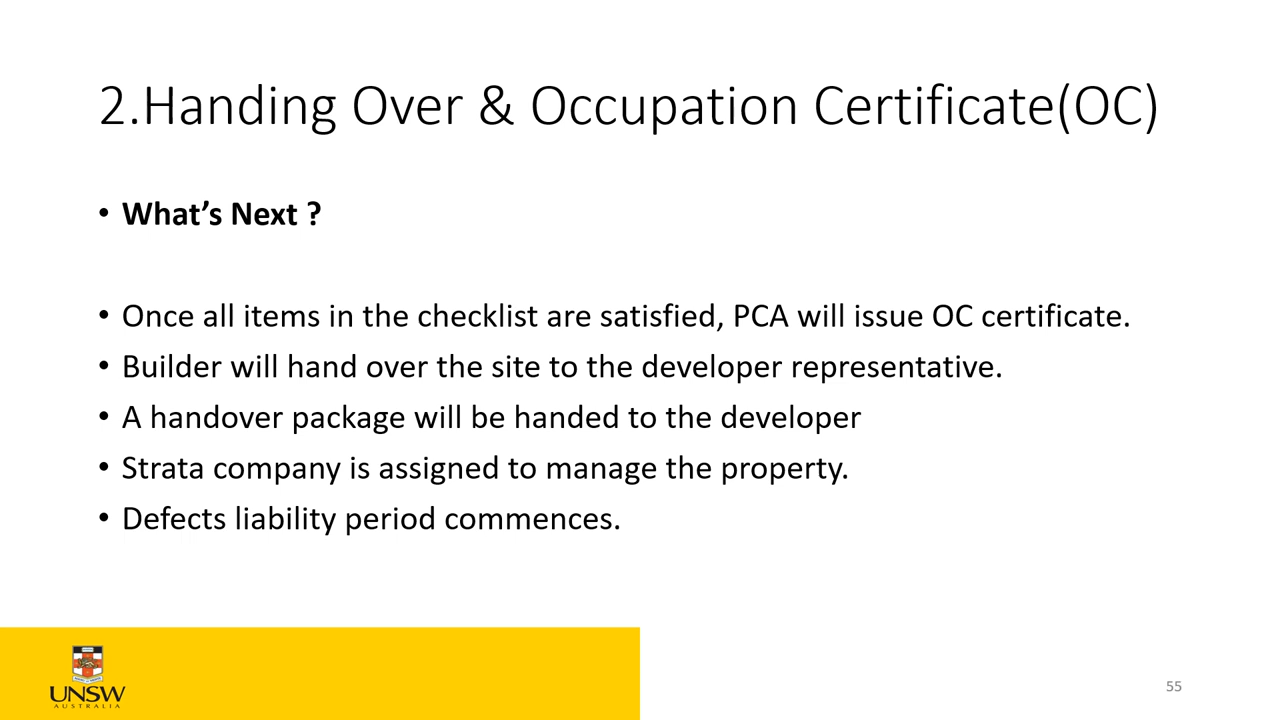 2.Handing Over & Occupation Certificate(OC)
• What's Next ?
• Once all items in the checklist are satisfied, PCA will issue OC certificate.
• Builder will hand over the site to the developer representative.
• A handover package will be handed to the developer
• Strata company is assigned to manage the property.
• Defects liability period commences.
UNSW
AUSTRALIA
55